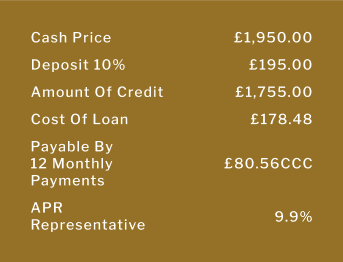 Cash Price £1,950.00
Deposit 10% £195.00
Amount Of Credit £1,755.00
Cost Of Loan £178.48
Payable By
12 Monthly £80.56CCC
Payments
APR
Representative 9.9%